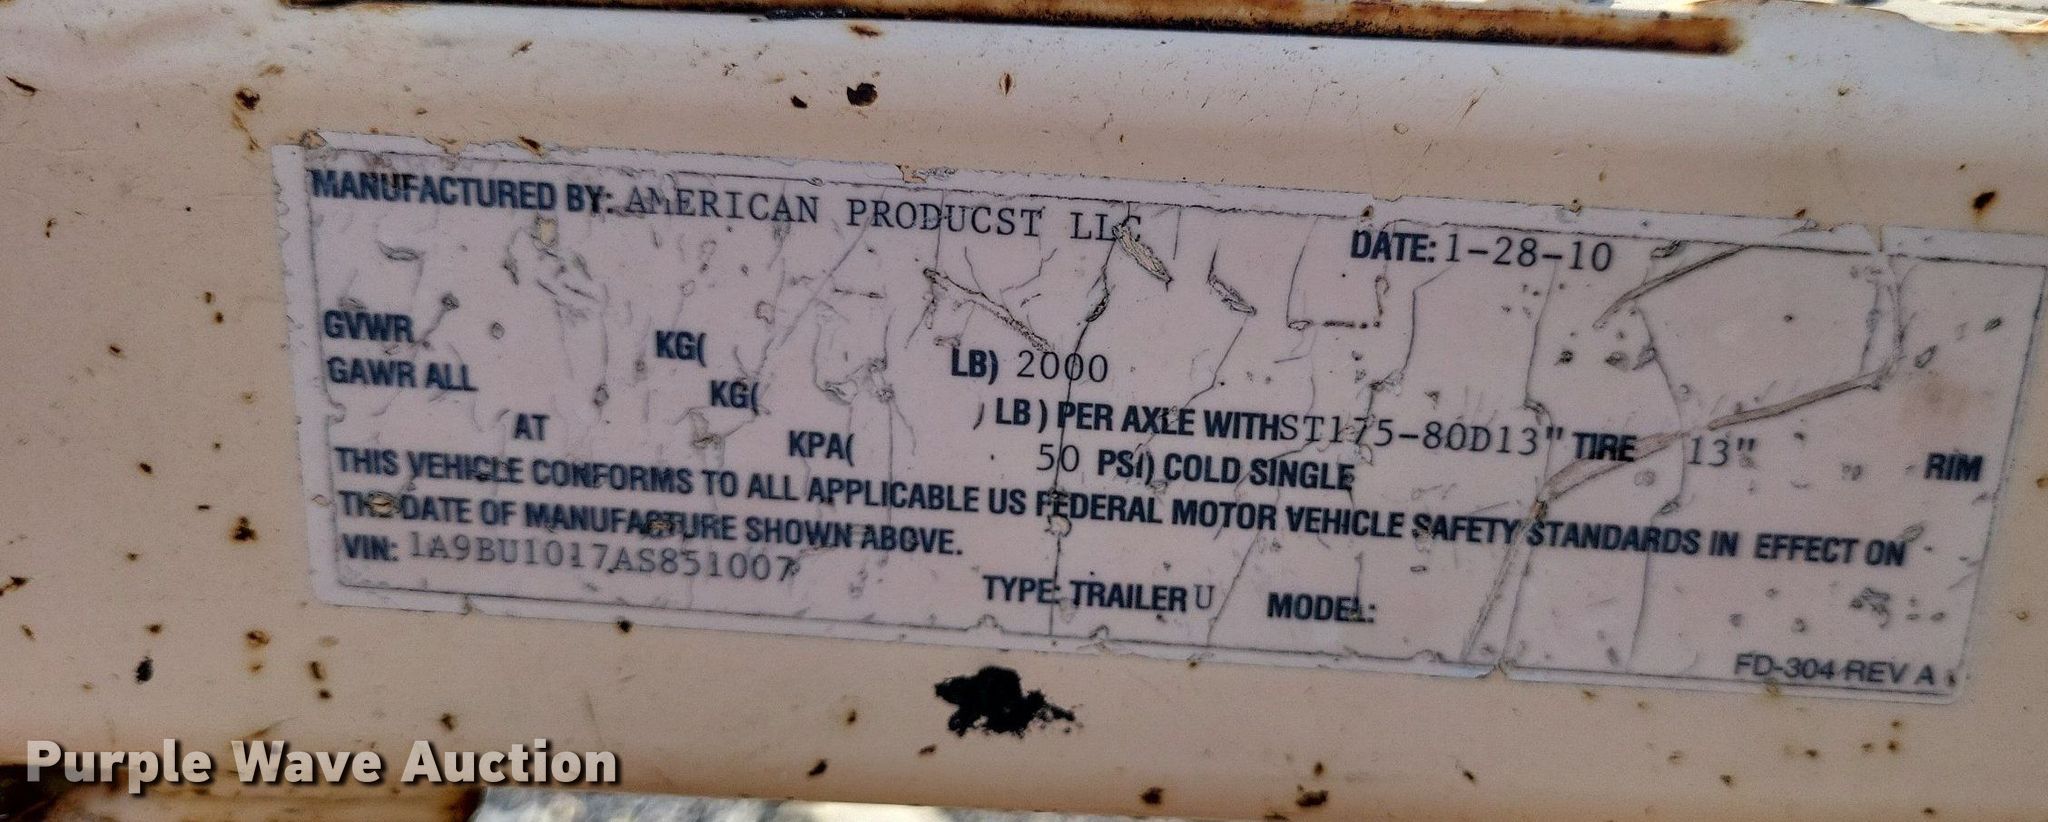 MANUFACTURED BY: AMERICAN PRODUCST LLC DATE: 1-28-10
GVWR KG( LB) 2000
GAWR ALL KG( ) LB ) PER AXLE WITH ST175-80D13" TIRE 13" RIM
AT KPA( 50 PSI) COLD SINGLE
THIS VEHICLE CONFORMS TO ALL APPLICABLE US FEDERAL MOTOR VEHICLE SAFETY STANDARDS IN EFFECT ON
THE DATE OF MANUFACTURE SHOWN ABOVE.
VIN: 1A9BU1017AS851007 TYPE: TRAILER U MODEL:
FD-304 REV A
Purple Wave Auction